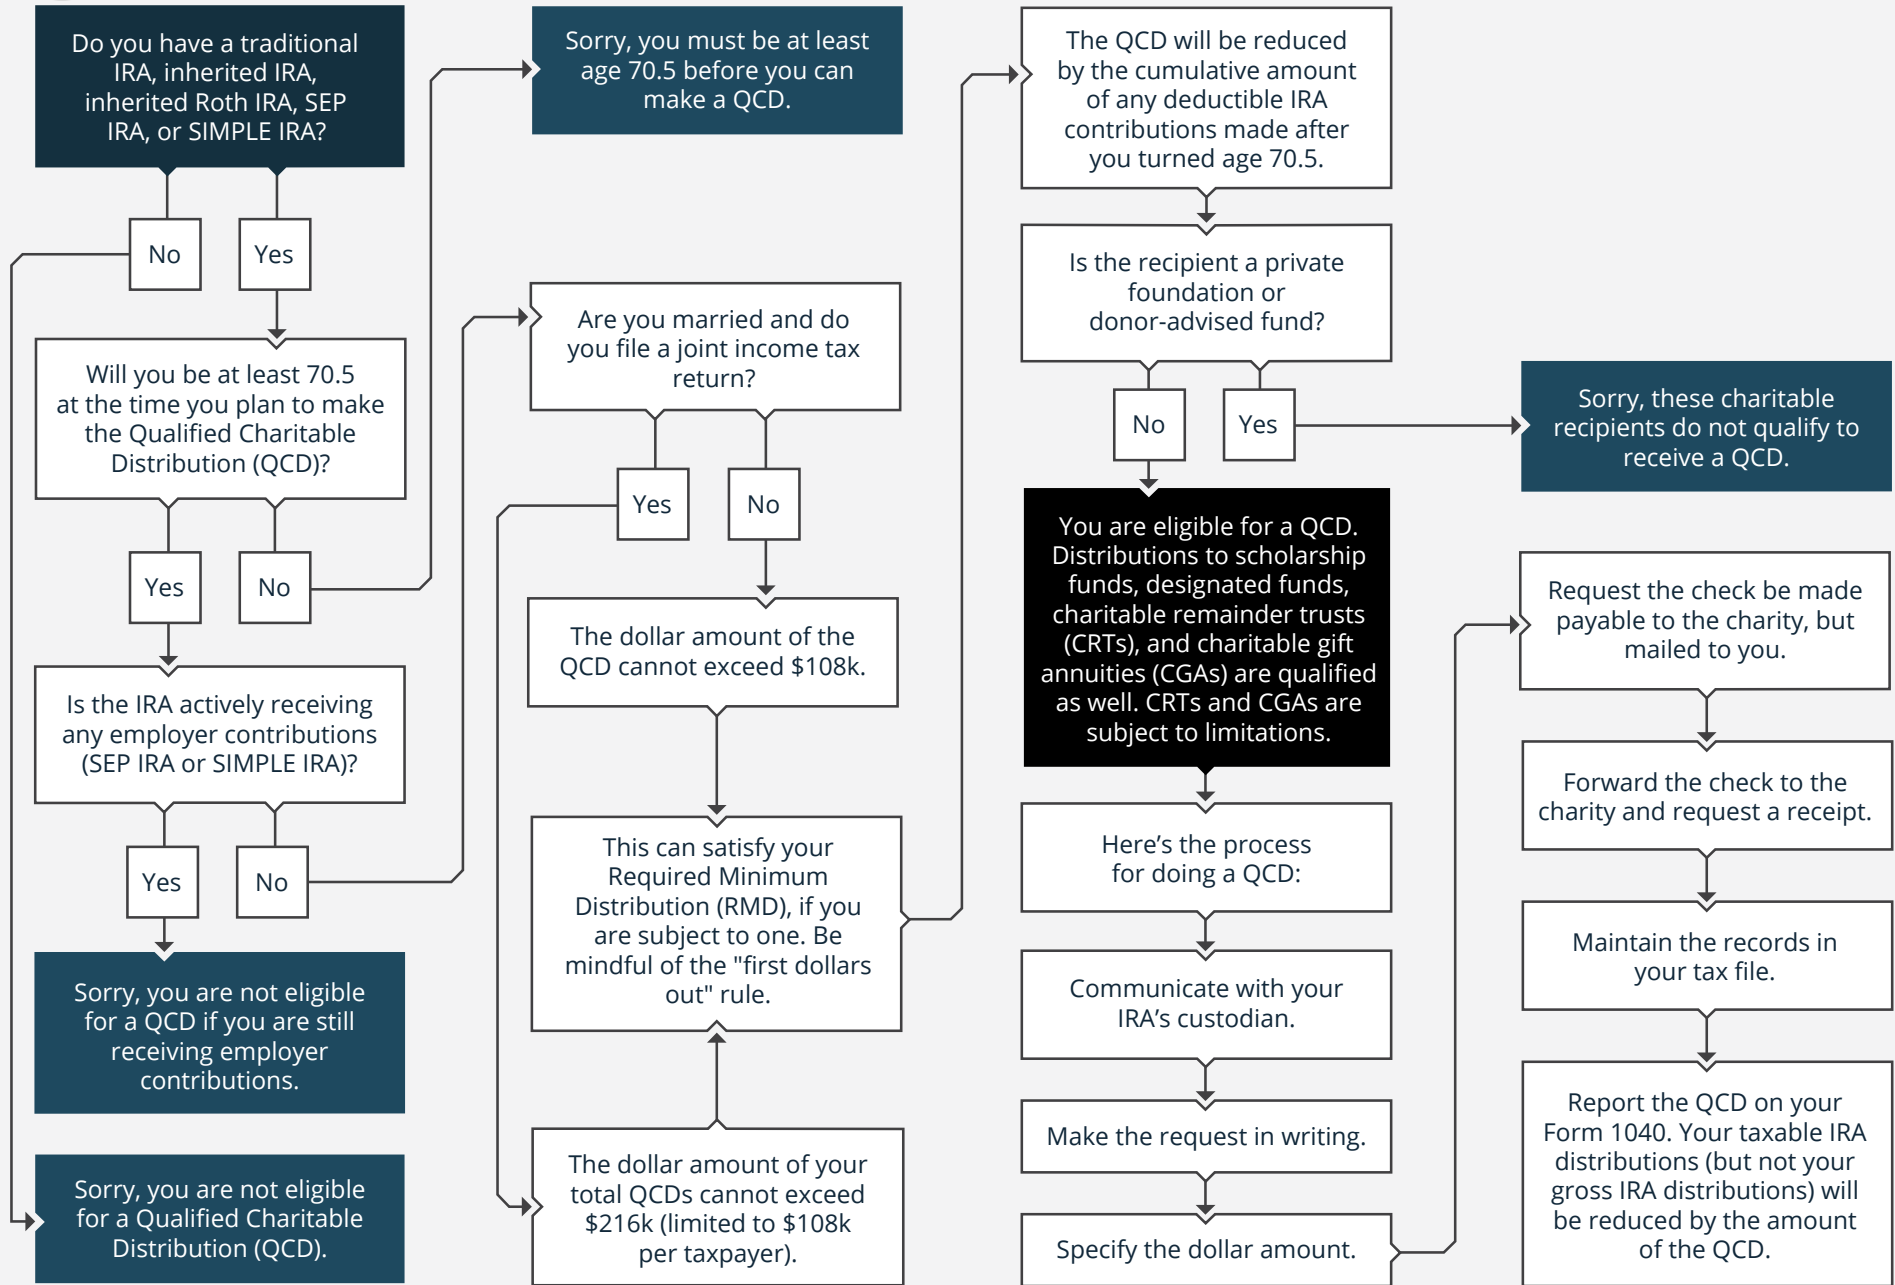 Do you have a traditional
IRA, inherited IRA,
inherited Roth IRA, SEP
IRA, or SIMPLE IRA?
No
Yes
Will you be at least 70.5
at the time you plan to make
the Qualified Charitable
Distribution (QCD)?
Yes
No
Is the IRA actively receiving
any employer contributions
(SEP IRA or SIMPLE IRA)?
Yes
No
Sorry, you are not eligible
for a QCD if you are still
receiving employer
contributions.
Sorry, you are not eligible
for a Qualified Charitable
Distribution (QCD).
Sorry, you must be at least
age 70.5 before you can
make a QCD.
Are you married and do
you file a joint income tax
return?
Yes
No
The dollar amount of the
QCD cannot exceed $108k.
This can satisfy your
Required Minimum
Distribution (RMD), if you
are subject to one. Be
mindful of the "first dollars
out" rule.
The dollar amount of your
total QCDs cannot exceed
$216k (limited to $108k
per taxpayer).
The QCD will be reduced
by the cumulative amount
of any deductible IRA
contributions made after
you turned age 70.5.
Is the recipient a private
foundation or
donor-advised fund?
No
Yes
Sorry, these charitable
recipients do not qualify to
receive a QCD.
You are eligible for a QCD.
Distributions to scholarship
funds, designated funds,
charitable remainder trusts
(CRTs), and charitable gift
annuities (CGAs) are qualified
as well. CRTs and CGAs are
subject to limitations.
Here’s the process
for doing a QCD:
Communicate with your
IRA’s custodian.
Make the request in writing.
Specify the dollar amount.
Request the check be made
payable to the charity, but
mailed to you.
Forward the check to the
charity and request a receipt.
Maintain the records in
your tax file.
Report the QCD on your
Form 1040. Your taxable IRA
distributions (but not your
gross IRA distributions) will
be reduced by the amount
of the QCD.